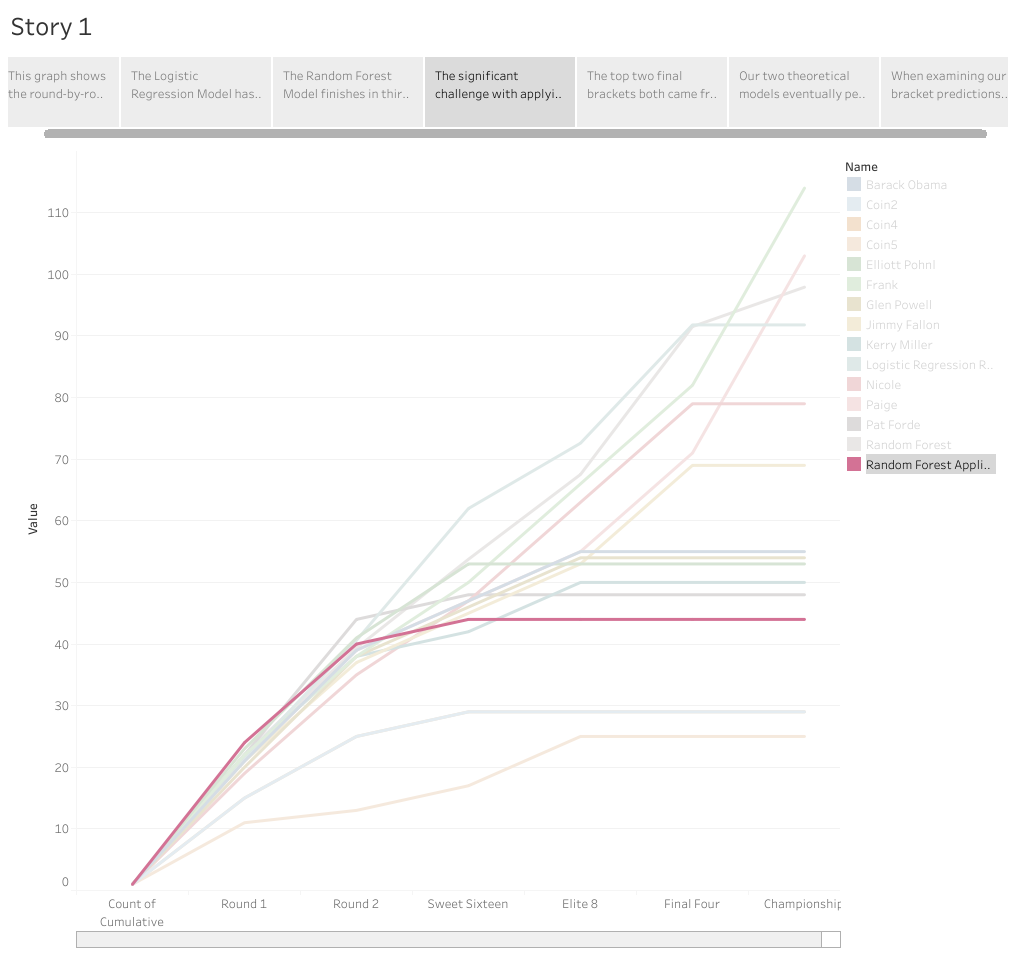 Story 1
This graph shows
the round-by-ro..
The Logistic
Regression Model has..
The Random Forest
Model finishes in thir..
The significant
challenge with applyi..
The top two final
brackets both came fr..
Our two theoretical
models eventually pe..
When examining our
bracket predictions..
Name
Barack Obama
Coin2
Coin4
Coin5
Elliott Pohnl
Frank
Glen Powell
Jimmy Fallon
Kerry Miller
Logistic Regression R..
Nicole
Paige
Pat Forde
Random Forest
Random Forest Appli..
Value
110
100
90
80
70
60
50
40
30
20
10
0
Count of
Cumulative
Round 1
Round 2
Sweet Sixteen
Elite 8
Final Four
Championship